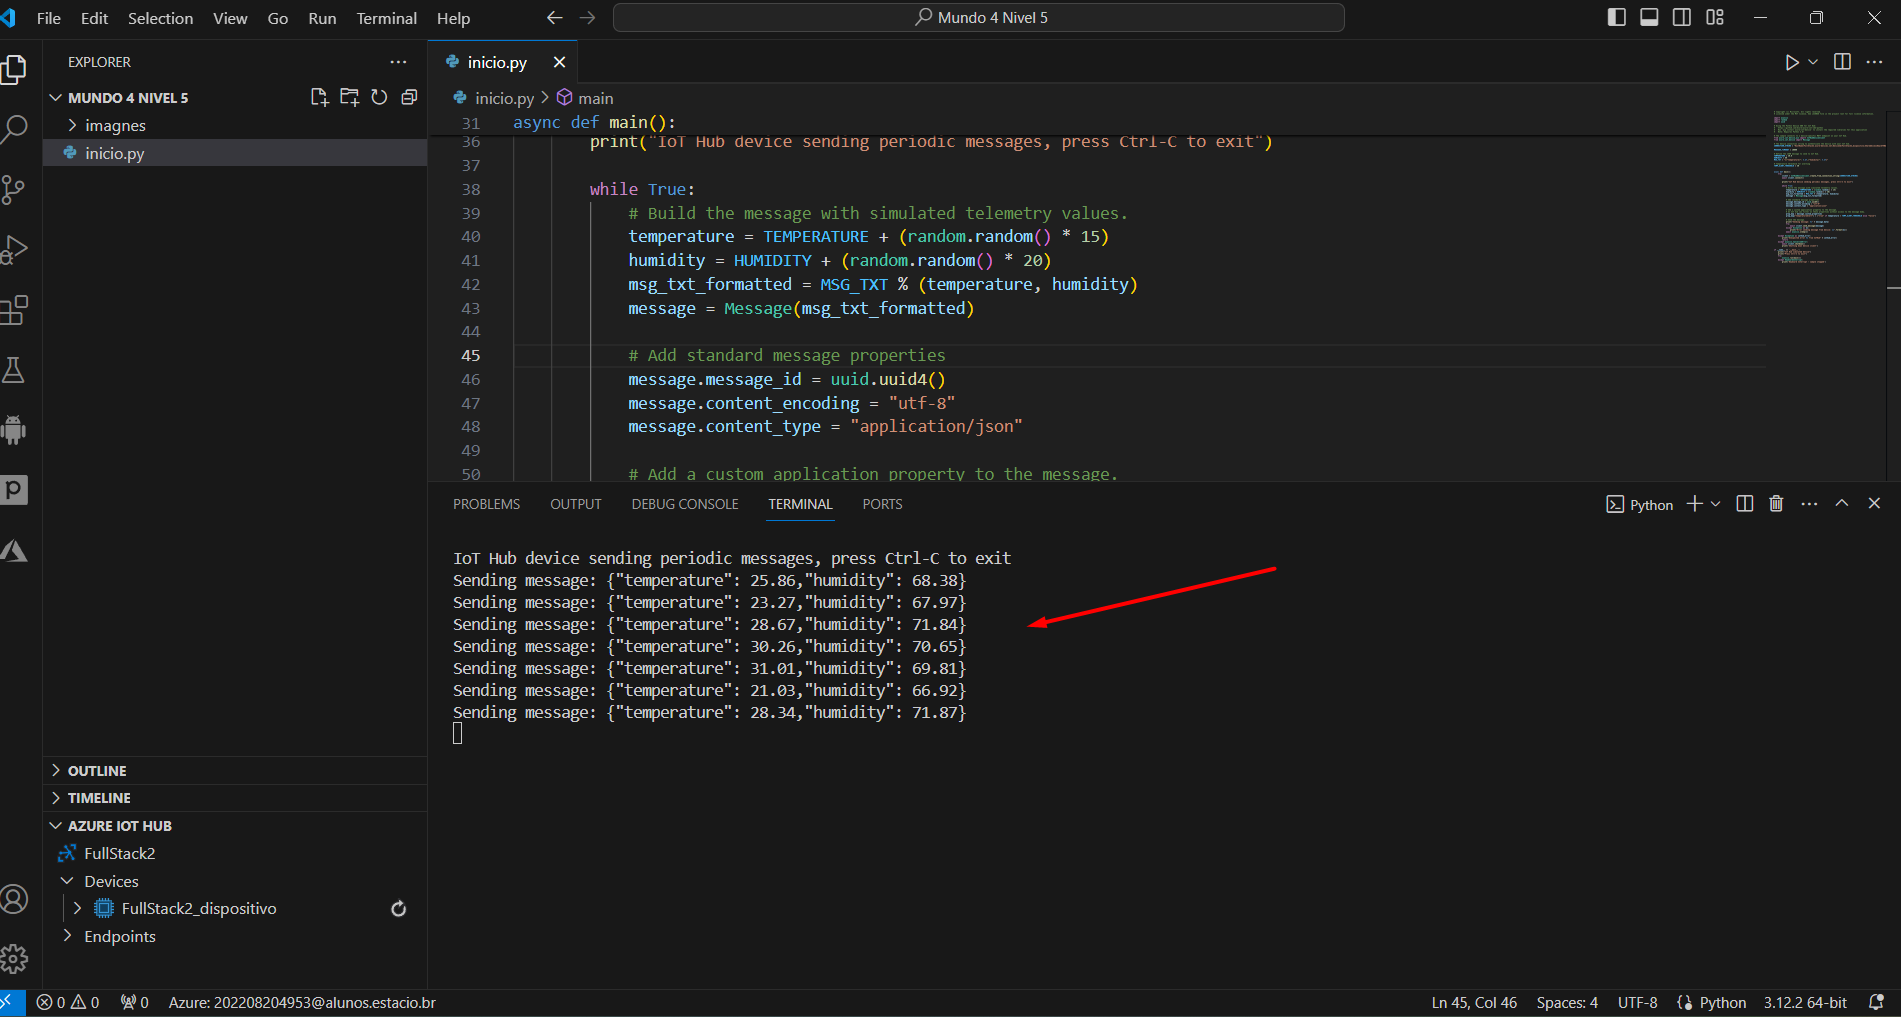 File Edit Selection View Go Run Terminal Help
Mundo 4 Nivel 5
EXPLORER
MUNDO 4 NIVEL 5
imagnes
inicio.py
OUTLINE
TIMELINE
AZURE IOT HUB
FullStack2
Devices
FullStack2_dispositivo
Endpoints
inicio.py
inicio.py > main
31 async def main():
36 print("IoT Hub device sending periodic messages, press Ctrl-C to exit")
37
38 while True:
39 # Build the message with simulated telemetry values.
40 temperature = TEMPERATURE + (random.random() * 15)
41 humidity = HUMIDITY + (random.random() * 20)
42 msg_txt_formatted = MSG_TXT % (temperature, humidity)
43 message = Message(msg_txt_formatted)
44
45 # Add standard message properties
46 message.message_id = uuid.uuid4()
47 message.content_encoding = "utf-8"
48 message.content_type = "application/json"
49
50 # Add a custom application property to the message.
PROBLEMS OUTPUT DEBUG CONSOLE TERMINAL PORTS
Python
IoT Hub device sending periodic messages, press Ctrl-C to exit
Sending message: {"temperature": 25.86,"humidity": 68.38}
Sending message: {"temperature": 23.27,"humidity": 67.97}
Sending message: {"temperature": 28.67,"humidity": 71.84}
Sending message: {"temperature": 30.26,"humidity": 70.65}
Sending message: {"temperature": 31.01,"humidity": 69.81}
Sending message: {"temperature": 21.03,"humidity": 66.92}
Sending message: {"temperature": 28.34,"humidity": 71.87}
0 0 0 Azure: 202208204953@alunos.estacio.br
Ln 45, Col 46 Spaces: 4 UTF-8 Python 3.12.2 64-bit